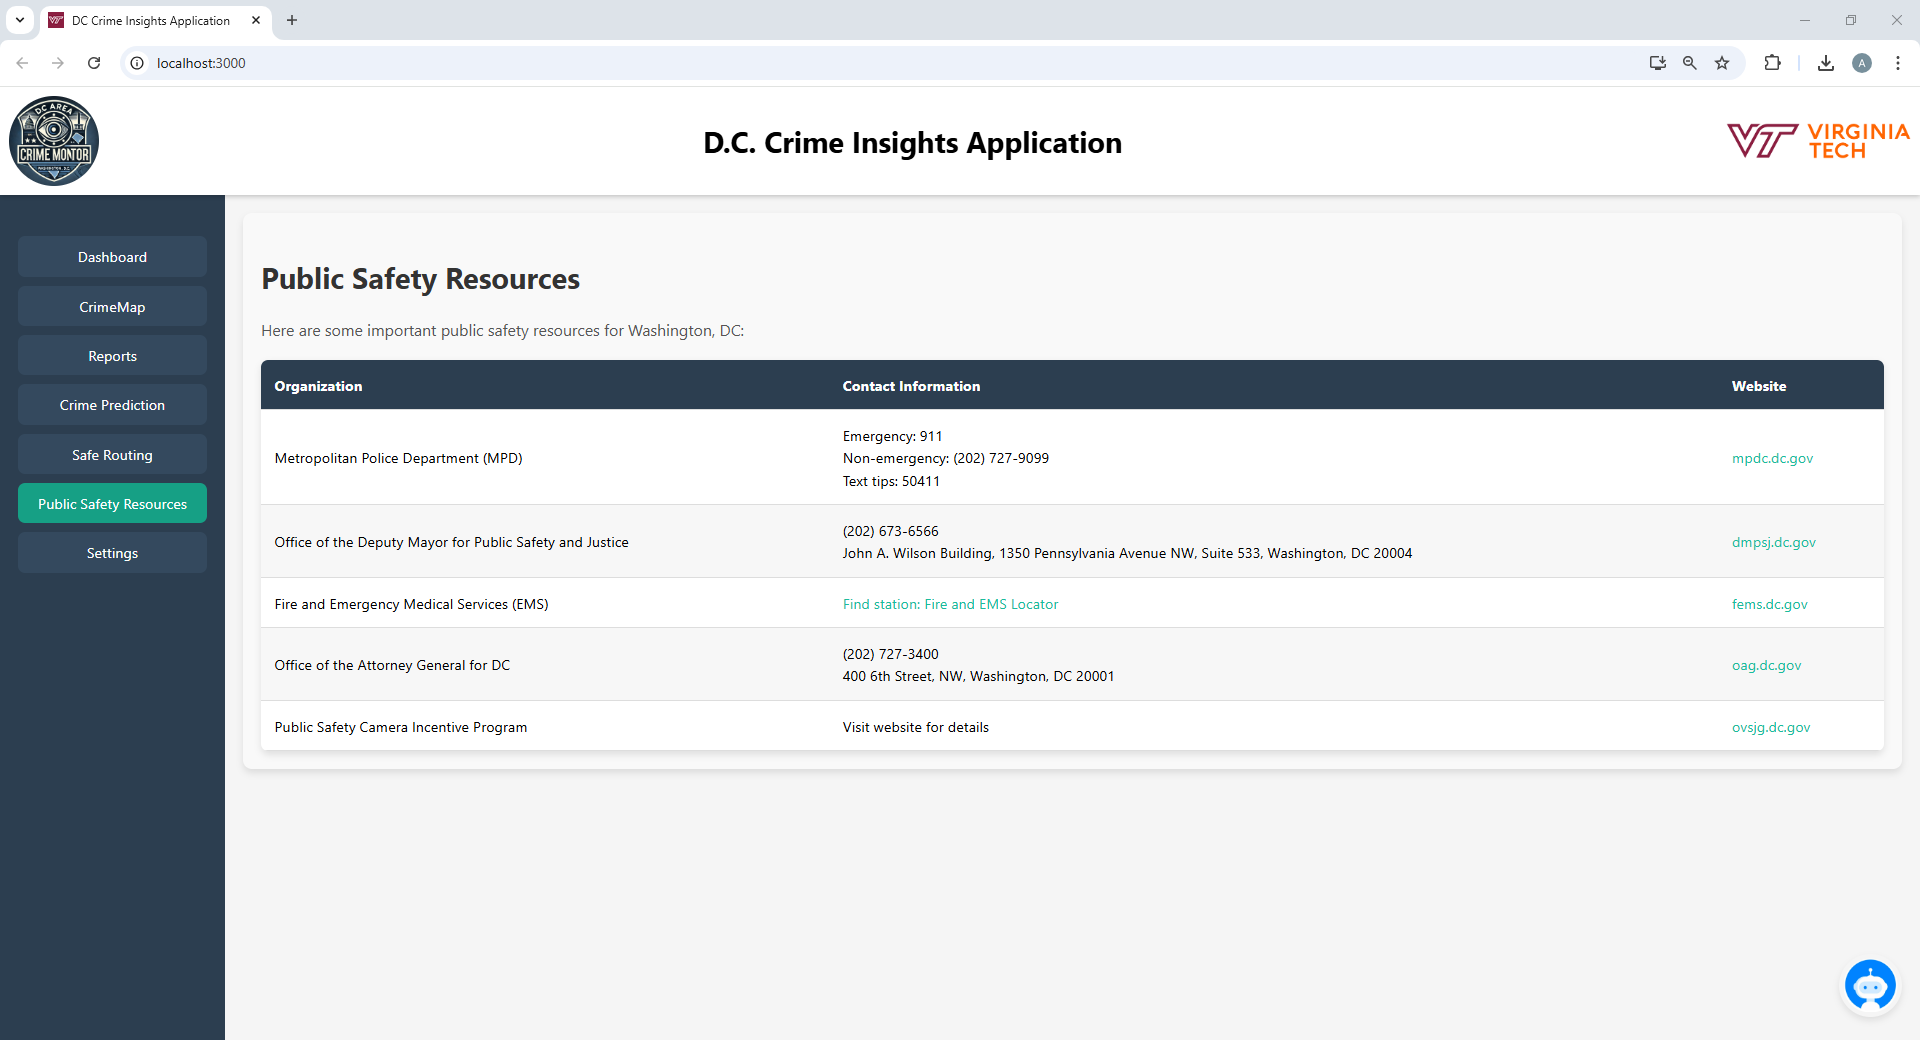 DC Crime Insights Application
localhost:3000
A
DC AREA
CRIME MONTOR
WASHINGTON, D.C.
D.C. Crime Insights Application
VT VIRGINIA
TECH
Dashboard
CrimeMap
Reports
Crime Prediction
Safe Routing
Public Safety Resources
Settings
Public Safety Resources
Here are some important public safety resources for Washington, DC:
Organization Contact Information Website
Metropolitan Police Department (MPD)
Emergency: 911
Non-emergency: (202) 727-9099
Text tips: 50411
mpdc.dc.gov
Office of the Deputy Mayor for Public Safety and Justice
(202) 673-6566
John A. Wilson Building, 1350 Pennsylvania Avenue NW, Suite 533, Washington, DC 20004
dmpsj.dc.gov
Fire and Emergency Medical Services (EMS) Find station: Fire and EMS Locator fems.dc.gov
Office of the Attorney General for DC
(202) 727-3400
400 6th Street, NW, Washington, DC 20001
oag.dc.gov
Public Safety Camera Incentive Program Visit website for details ovsjg.dc.gov